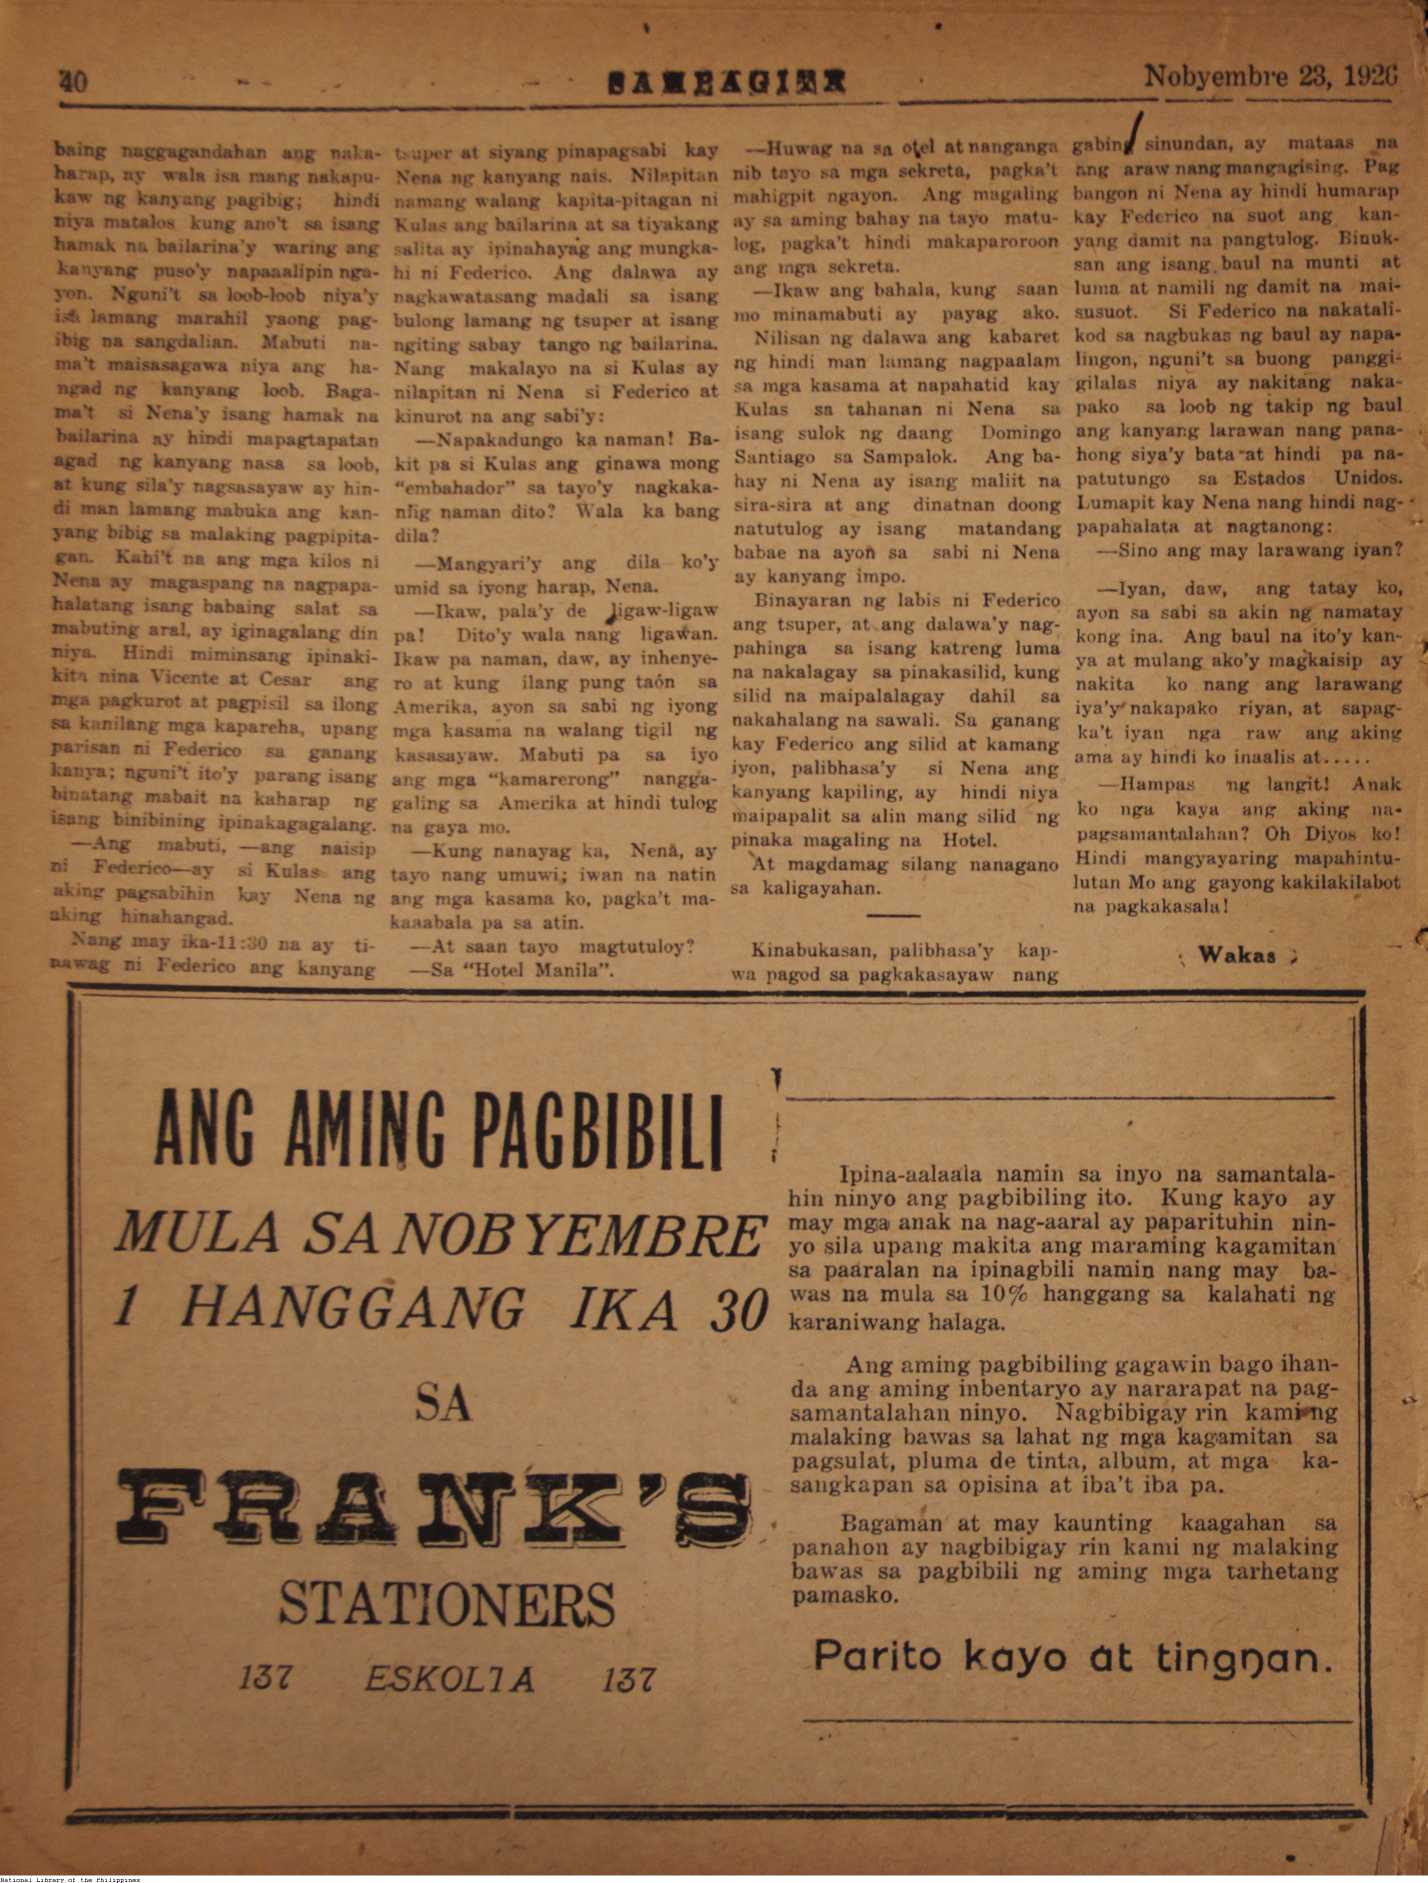 40
SAMPAGITA
Nobyembre 23, 1926
baing naggagandahan ang naka-
harap, ay wala isa mang nakapu-
kaw ng kanyang pagibig; hindi
niya matalos kung ano't sa isang
hamak na bailarina'y waring ang
kanyang puso'y napaaalipin nga-
yon. Nguni't sa loob-loob niya'y
isa lamang marahil yaong pag-
ibig na sangdalian. Mabuti na-
ma't maisasagawa niya ang ha-
ngad ng kanyang loob. Baga-
ma't si Nena'y isang hamak na
bailarina ay hindi mapagtapatan
agad ng kanyang nasa sa loob,
at kung sila'y nagsasayaw ay hin-
di man lamang mabuka ang kan-
yang bibig sa malaking pagpipita-
gan. Kahi't na ang mga kilos ni
Nena ay magaspang na nagpapa-
halatang isang babaing salat sa
mabuting aral, ay iginagalang din
niya. Hindi miminsang ipinaki-
kita nina Vicente at Cesar ang
mga pagkurot at pagpisil sa ilong
sa kanilang mga kapareha, upang
parisan ni Federico sa ganang
kanya; nguni't ito'y parang isang
binatang mabait na kaharap ng
isang binibining ipinakagagalang.
—Ang mabuti, —ang naisip
ni Federico—ay si Kulas ang
aking pagsabihin kay Nena ng
aking hinahangad.
Nang may ika-11:30 na ay ti-
nawag ni Federico ang kanyang
tsuper at siyang pinapagsabi kay
Nena ng kanyang nais. Nilapitan
namang walang kapita-pitagan ni
Kulas ang bailarina at sa tiyakang
salita ay ipinahayag ang mungka-
hi ni Federico. Ang dalawa ay
nagkawatasang madali sa isang
bulong lamang ng tsuper at isang
ngiting sabay tango ng bailarina.
Nang makalayo na si Kulas ay
nilapitan ni Nena si Federico at
kinurot na ang sabi'y:
—Napakadungo ka naman! Ba-
kit pa si Kulas ang ginawa mong
"embahador" sa tayo'y nagkaka-
niig naman dito? Wala ka bang
dila?
—Mangyari'y ang dila ko'y
umid sa iyong harap, Nena.
—Ikaw, pala'y de ligaw-ligaw
pa! Dito'y wala nang ligawan.
Ikaw pa naman, daw, ay inhenye-
ro at kung ilang pung taón sa
Amerika, ayon sa sabi ng iyong
mga kasama na walang tigil ng
kasasayaw. Mabuti pa sa iyo
ang mga "kamarerong" nangga-
galing sa Amerika at hindi tulog
na gaya mo.
—Kung nanayag ka, Nena, ay
tayo nang umuwi; iwan na natin
ang mga kasama ko, pagka't ma-
kaaabala pa sa atin.
—At saan tayo magtutuloy?
—Sa "Hotel Manila".
—Huwag na sa otel at nanganga
nib tayo sa mga sekreta, pagka't
mahigpit ngayon. Ang magaling
ay sa aming bahay na tayo matu-
log, pagka't hindi makaparoroon
ang mga sekreta.
—Ikaw ang bahala, kung saan
mo minamabuti ay payag ako.
Nilisan ng dalawa ang kabaret
ng hindi man lamang nagpaalam
sa mga kasama at napahatid kay
Kulas sa tahanan ni Nena sa
isang sulok ng daang Domingo
Santiago sa Sampalok. Ang ba-
hay ni Nena ay isang maliit na
sira-sira at ang dinatnan doong
natutulog ay isang matandang
babae na ayon sa sabi ni Nena
ay kanyang impo.
Binayaran ng labis ni Federico
ang tsuper, at ang dalawa'y nag-
pahinga sa isang katreng luma
na nakalagay sa pinakasilid, kung
silid na maipalalagay dahil sa
nakahalang na sawali. Sa ganang
kay Federico ang silid at kamang
iyon, palibhasa'y si Nena ang
kanyang kapiling, ay hindi niya
maipapalit sa alin mang silid ng
pinaka magaling na Hotel.
At magdamag silang nanagano
sa kaligayahan.
Kinabukasan, palibhasa'y kap-
wa pagod sa pagkakasayaw nang
gabing sinundan, ay mataas na
ang araw nang mangagising. Pag
bangon ni Nena ay hindi humarap
kay Federico na suot ang kan-
yang damit na pangtulog. Binuk-
san ang isang baul na munti at
luma at namili ng damit na mai-
susuot. Si Federico na nakatali-
kod sa nagbukas ng baul ay napa-
lingon, nguni't sa buong panggi-
gilalas niya ay nakitang naka-
pako sa loob ng takip ng baul
ang kanyang larawan nang pana-
hong siya'y bata at hindi pa na-
patutungo sa Estados Unidos.
Lumapit kay Nena nang hindi nag-
papahalata at nagtanong:
—Sino ang may larawang iyan?
—Iyan, daw, ang tatay ko,
ayon sa sabi sa akin ng namatay
kong ina. Ang baul na ito'y kan-
ya at mulang ako'y magkaisip ay
nakita ko nang ang larawang
iya'y nakapako riyan, at sapag-
ka't iyan nga raw ang aking
ama ay hindi ko inaalis at.....
—Hampas ng langit! Anak
ko nga kaya ang aking na-
pagsamantalahan? Oh Diyos ko!
Hindi mangyayaring mapahintu-
lutan Mo ang gayong kakilakilabot
na pagkakasala!
Wakas
ANG AMING PAGBIBILI
MULA SA NOBYEMBRE
1 HANGGANG IKA 30
SA
FRANK'S
STATIONERS
137 ESKOLTA 137
Ipina-aalaala namin sa inyo na samantala-
hin ninyo ang pagbibiling ito. Kung kayo ay
may mga anak na nag-aaral ay paparituhin nin-
yo sila upang makita ang maraming kagamitan
sa paaralan na ipinagbili namin nang may ba-
was na mula sa 10% hanggang sa kalahati ng
karaniwang halaga.
Ang aming pagbibiling gagawin bago ihan-
da ang aming inbentaryo ay nararapat na pag-
samantalahan ninyo. Nagbibigay rin kami ng
malaking bawas sa lahat ng mga kagamitan sa
pagsulat, pluma de tinta, album, at mga ka-
sangkapan sa opisina at iba't iba pa.
Bagaman at may kaunting kaagahan sa
panahon ay nagbibigay rin kami ng malaking
bawas sa pagbibili ng aming mga tarhetang
pamasko.
Parito kayo at tingnan.
National Library of the Philippines